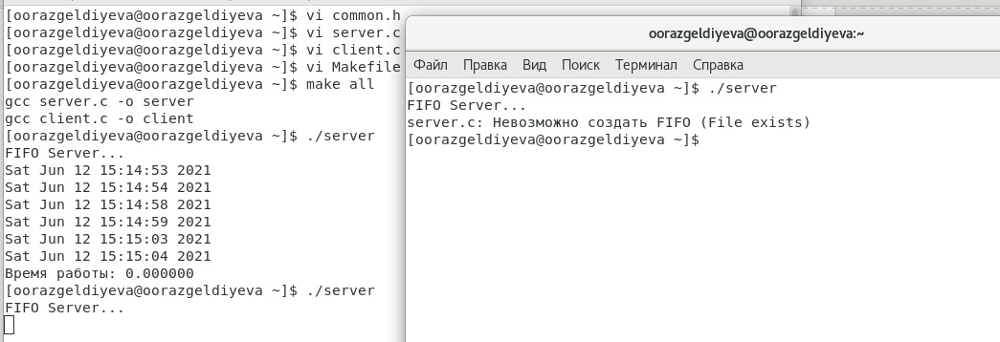 [oorazgeldiyeva@oorazgeldiyeva ~]$ vi common.h
[oorazgeldiyeva@oorazgeldiyeva ~]$ vi server.c
[oorazgeldiyeva@oorazgeldiyeva ~]$ vi client.c
[oorazgeldiyeva@oorazgeldiyeva ~]$ vi Makefile
[oorazgeldiyeva@oorazgeldiyeva ~]$ make all
gcc server.c -o server
gcc client.c -o client
[oorazgeldiyeva@oorazgeldiyeva ~]$ ./server
FIFO Server...
Sat Jun 12 15:14:53 2021
Sat Jun 12 15:14:54 2021
Sat Jun 12 15:14:58 2021
Sat Jun 12 15:14:59 2021
Sat Jun 12 15:15:03 2021
Sat Jun 12 15:15:04 2021
Время работы: 0.000000
[oorazgeldiyeva@oorazgeldiyeva ~]$ ./server
FIFO Server...
oorazgeldiyeva@oorazgeldiyeva:~
Файл Правка Вид Поиск Терминал Справка
[oorazgeldiyeva@oorazgeldiyeva ~]$ ./server
FIFO Server...
server.c: Невозможно создать FIFO (File exists)
[oorazgeldiyeva@oorazgeldiyeva ~]$